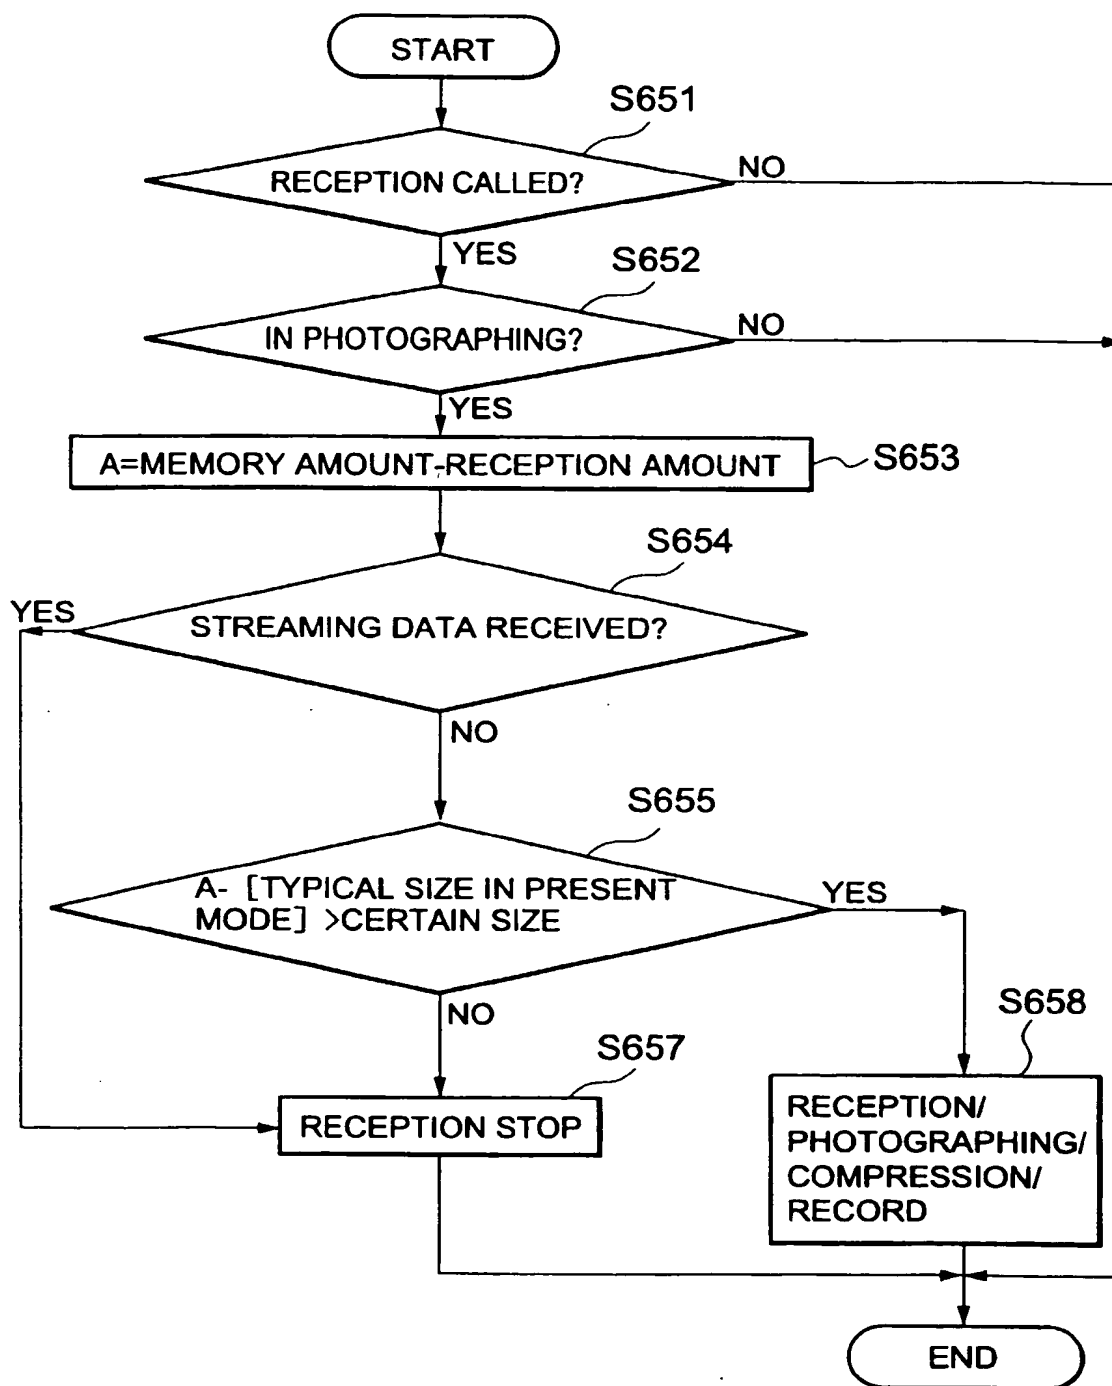 START
S651
RECEPTION CALLED?
NO
YES
S652
IN PHOTOGRAPHING?
NO
YES
A=MEMORY AMOUNT-RECEPTION AMOUNT
S653
S654
YES
STREAMING DATA RECEIVED?
NO
S655
A- [TYPICAL SIZE IN PRESENT
MODE] >CERTAIN SIZE
YES
NO
S658
S657
RECEPTION STOP
RECEPTION/
PHOTOGRAPHING/
COMPRESSION/
RECORD
END